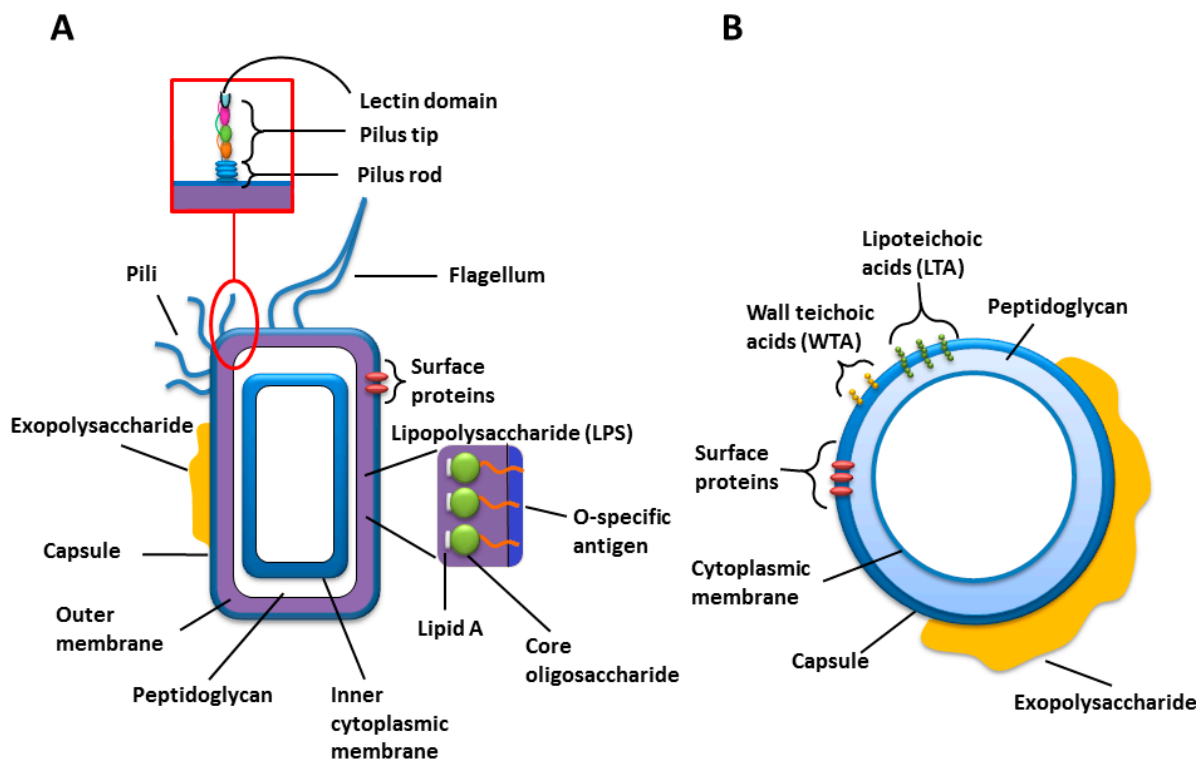 A
Lectin domain
Pilus tip
Pilus rod
Pili
Flagellum
Surface
proteins
Exopolysaccharide
Lipopolysaccharide (LPS)
O-specific
antigen
Capsule
Outer
membrane
Lipid A
Core
oligosaccharide
Peptidoglycan
Inner
cytoplasmic
membrane
B
Lipoteichoic
acids (LTA)
Peptidoglycan
Wall teichoic
acids (WTA)
Surface
proteins
Cytoplasmic
membrane
Capsule
Exopolysaccharide